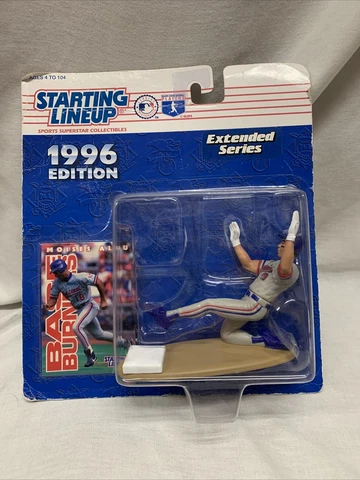 AGES 4 TO 104
STARTING
LINEUP
SPORTS SUPERSTAR COLLECTIBLES
1996
EDITION
Extended
Series
MOISES ALOU
BASE
BURNERS